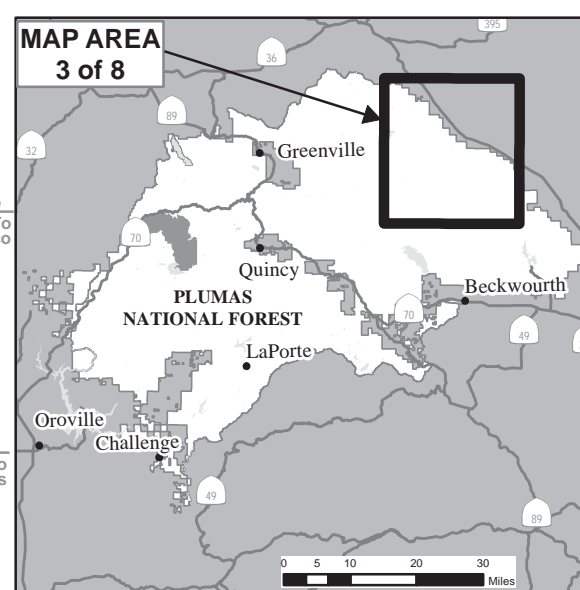 MAP AREA
3 of 8
395
36
89
32
Greenville
70
Quincy
PLUMAS
NATIONAL FOREST
Beckwourth
70
49
LaPorte
Oroville
Challenge
49
89
0 5 10 20 30
Miles